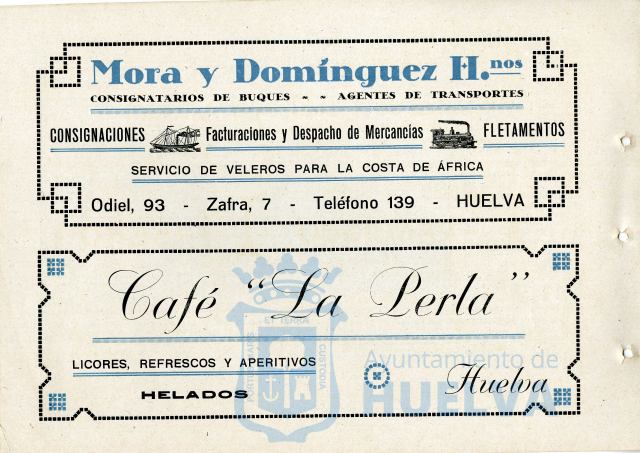 Mora y Domínguez H.nos
CONSIGNATARIOS DE BUQUES ~ ~ AGENTES DE TRANSPORTES
CONSIGNACIONES Facturaciones y Despacho de Mercancías FLETAMENTOS
SERVICIO DE VELEROS PARA LA COSTA DE ÁFRICA
Odiel, 93 - Zafra, 7 - Teléfono 139 - HUELVA
Café "La Perla"
LICORES, REFRESCOS Y APERITIVOS
HELADOS
Huelva
Ayuntamiento de
HUELVA